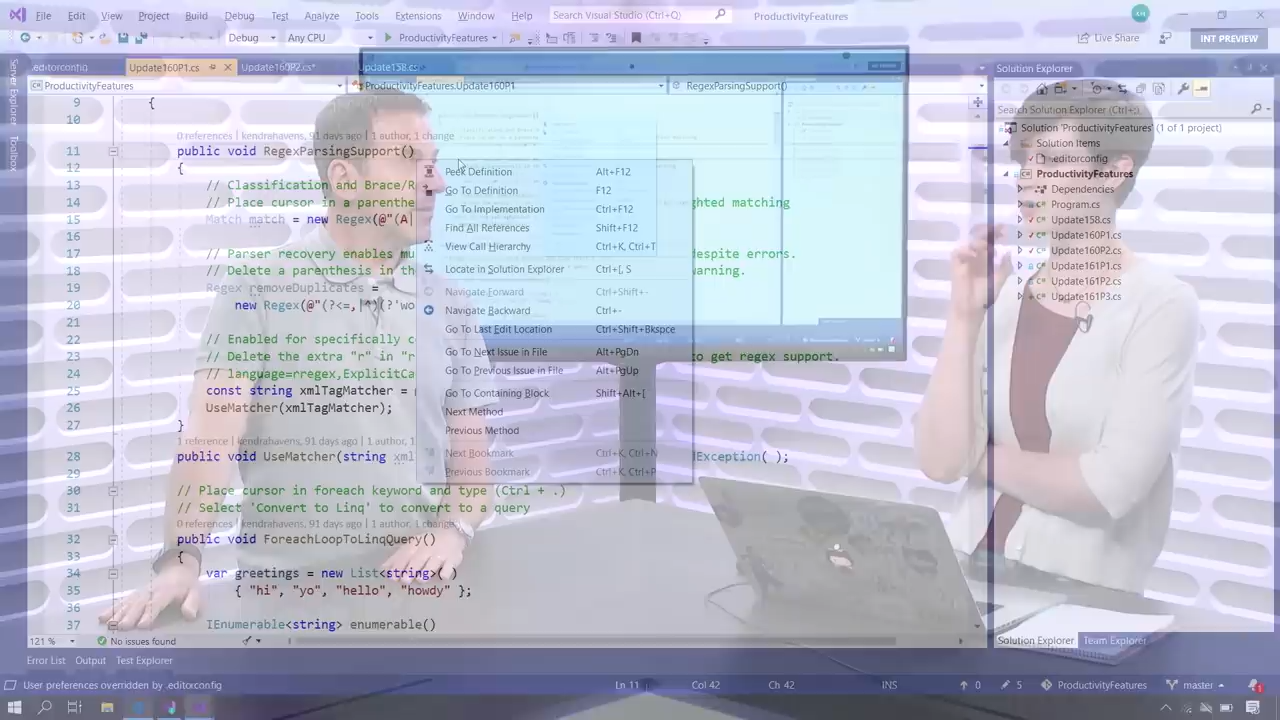 File Edit View Project Build Debug Test Analyze Tools Extensions Window Help Search Visual Studio (Ctrl+Q) ProductivityFeatures
Debug Any CPU ProductivityFeatures Live Share INT PREVIEW
Server Explorer
Toolbox
.editorconfig Update160P1.cs Update160P2.cs* Update158.cs
ProductivityFeatures ProductivityFeatures.Update160P1 RegexParsingSupport()
9 {
10
0 references | kendrahavens, 91 days ago | 1 author, 1 change
11 public void RegexParsingSupport()
12 {
13 // Classification and Brace/
14 // Place cursor in a parenthe ghted matching
15 Match match = new Regex(@"(A|
16
17 // Parser recovery enables mu despite errors.
18 // Delete a parenthesis in th warning.
19 Regex removeDuplicates =
20 new Regex(@"(?<=,|^)(?'wo
21
22 // Enabled for specifically c
23 // Delete the extra "r" in "r to get regex support.
24 // language=rregex,ExplicitCa
25 const string xmlTagMatcher =
26 UseMatcher(xmlTagMatcher);
27 }
1 reference | kendrahavens, 91 days ago | 1 author, 1
28 public void UseMatcher(string xml Exception( );
29
30 // Place cursor in foreach keyword and type (Ctrl + .)
31 // Select 'Convert to Linq' to convert to a query
0 references | kendrahavens, 91 days ago | 1 author, 1 change
32 public void ForeachLoopToLinqQuery()
33 {
34 var greetings = new List<string>( )
35 { "hi", "yo", "hello", "howdy" };
36
37 IEnumerable<string> enumerable()
Peek Definition Alt+F12
Go To Definition F12
Go To Implementation Ctrl+F12
Find All References Shift+F12
View Call Hierarchy Ctrl+K, Ctrl+T
Locate in Solution Explorer Ctrl+[, S
Navigate Forward Ctrl+Shift+-
Navigate Backward Ctrl+-
Go To Last Edit Location Ctrl+Shift+Bkspce
Go To Next Issue in File Alt+PgDn
Go To Previous Issue in File Alt+PgUp
Go To Containing Block Shift+Alt+[
Next Method
Previous Method
Next Bookmark Ctrl+K, Ctrl+N
Previous Bookmark Ctrl+K, Ctrl+P
Solution Explorer
Search Solution Explorer (Ctrl+;)
Solution 'ProductivityFeatures' (1 of 1 project)
Solution Items
.editorconfig
ProductivityFeatures
Dependencies
Program.cs
Update158.cs
Update160P1.cs
Update160P2.cs
Update161P1.cs
Update161P2.cs
Update161P3.cs
Solution Explorer Team Explorer
121 % No issues found
Error List Output Test Explorer
User preferences overridden by .editorconfig Ln 11 Col 42 Ch 42 INS 0 5 ProductivityFeatures master 1